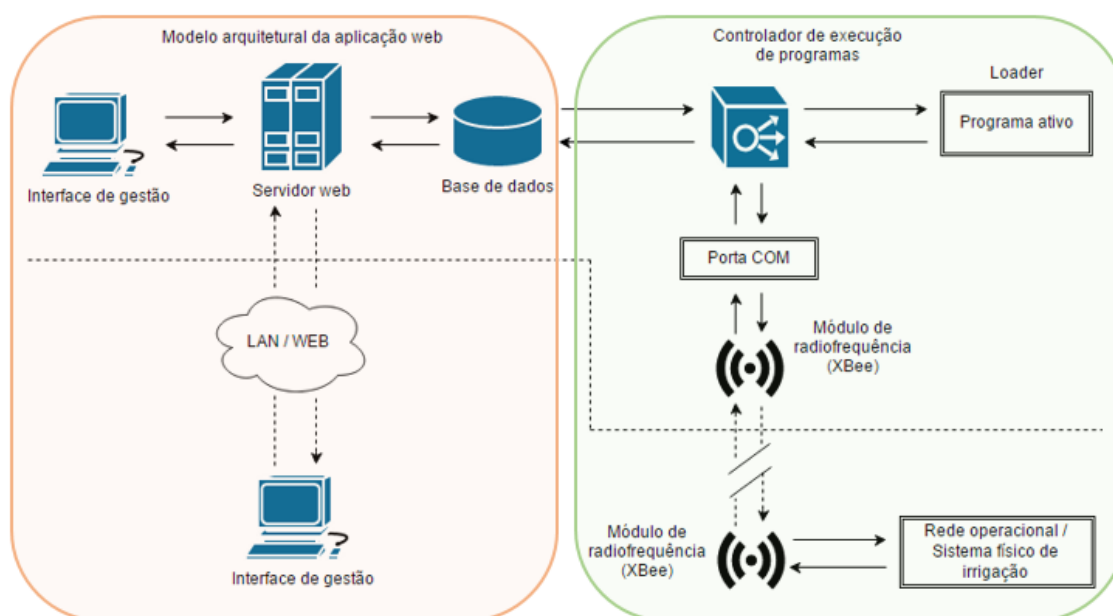 Modelo arquitetural da aplicação web
Interface de gestão
Servidor web
Base de dados
LAN / WEB
Interface de gestão
Controlador de execução
de programas
Loader
Programa ativo
Porta COM
Módulo de
radiofrequência
(XBee)
Módulo de
radiofrequência
(XBee)
Rede operacional /
Sistema físico de
irrigação